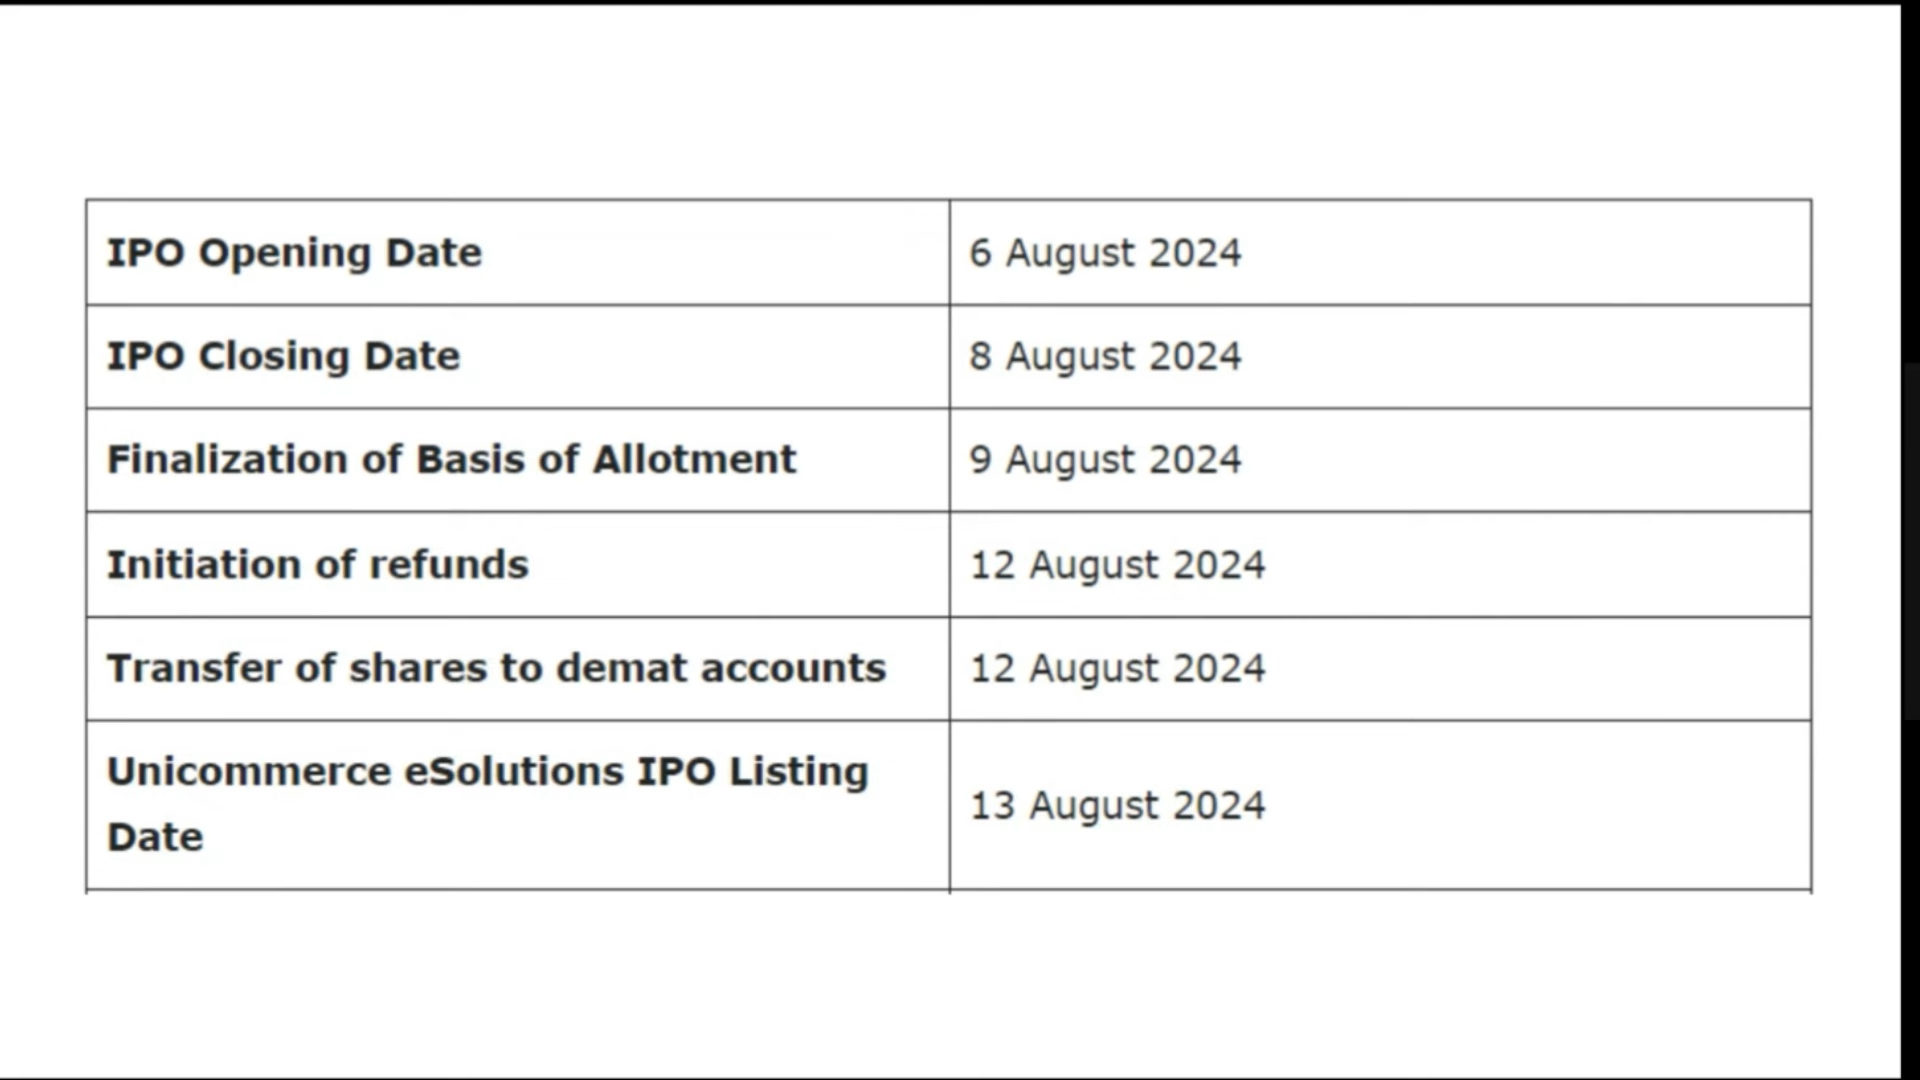 IPO Opening Date 6 August 2024
IPO Closing Date 8 August 2024
Finalization of Basis of Allotment 9 August 2024
Initiation of refunds 12 August 2024
Transfer of shares to demat accounts 12 August 2024
Unicommerce eSolutions IPO Listing
Date 13 August 2024